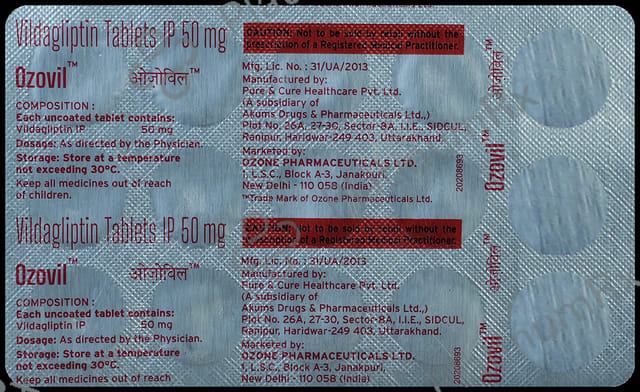 Vildagliptin Tablets IP 50 mg
Ozovil™ ओज़ोविल™
COMPOSITION :
Each uncoated tablet contains:
Vildagliptin IP 50 mg
Dosage: As directed by the Physician.
Storage: Store at a temperature
not exceeding 30°C.
Keep all medicines out of reach
of children.
CAUTION: Not to be sold by retail without the
prescription of a Registered Medical Practitioner.
Mfg. Lic. No. : 31/UA/2013
Manufactured by:
Pure & Cure Healthcare Pvt. Ltd.
(A subsidiary of
Akums Drugs & Pharmaceuticals Ltd.,)
Plot No. 26A, 27-30, Sector-8A, I.I.E., SIDCUL,
Ranipur, Haridwar-249 403, Uttarakhand.
Marketed by:
OZONE PHARMACEUTICALS LTD.
1, L.S.C., Block A-3, Janakpuri,
New Delhi - 110 058 (India)
™Trade Mark of Ozone Pharmaceuticals Ltd.
20208693
Ozovil™
ओज़ोविल™
Vildagliptin Tablets IP 50 mg
Ozovil™ ओज़ोविल™
COMPOSITION :
Each uncoated tablet contains:
Vildagliptin IP 50 mg
Dosage: As directed by the Physician.
Storage: Store at a temperature
not exceeding 30°C.
Keep all medicines out of reach
CAUTION: Not to be sold by retail without the
prescription of a Registered Medical Practitioner.
Mfg. Lic. No. : 31/UA/2013
Manufactured by:
Pure & Cure Healthcare Pvt. Ltd.
(A subsidiary of
Akums Drugs & Pharmaceuticals Ltd.,)
Plot No. 26A, 27-30, Sector-8A, I.I.E., SIDCUL,
Ranipur, Haridwar-249 403, Uttarakhand.
Marketed by:
OZONE PHARMACEUTICALS LTD.
1, L.S.C., Block A-3, Janakpuri,
New Delhi - 110 058 (India)
20208693
Ozovil™
ओज़ोविल™